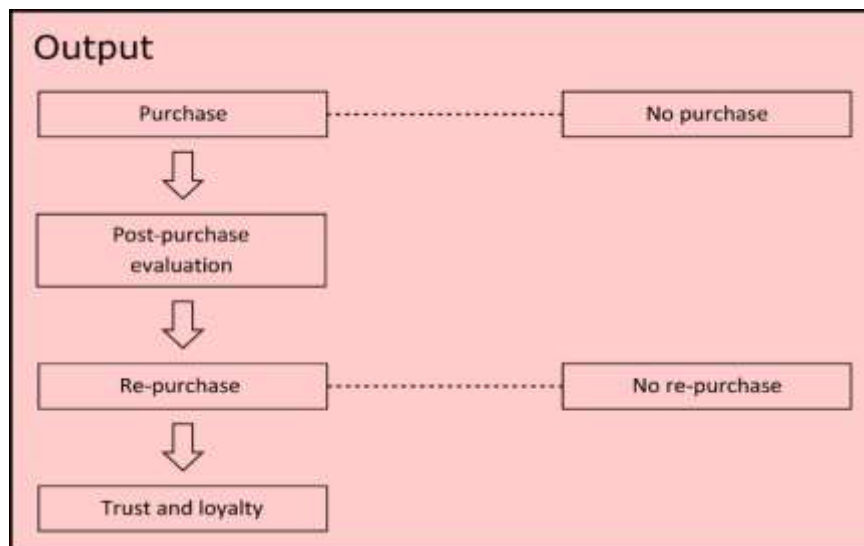 Output
Purchase
No purchase
Post-purchase
evaluation
Re-purchase
No re-purchase
Trust and loyalty